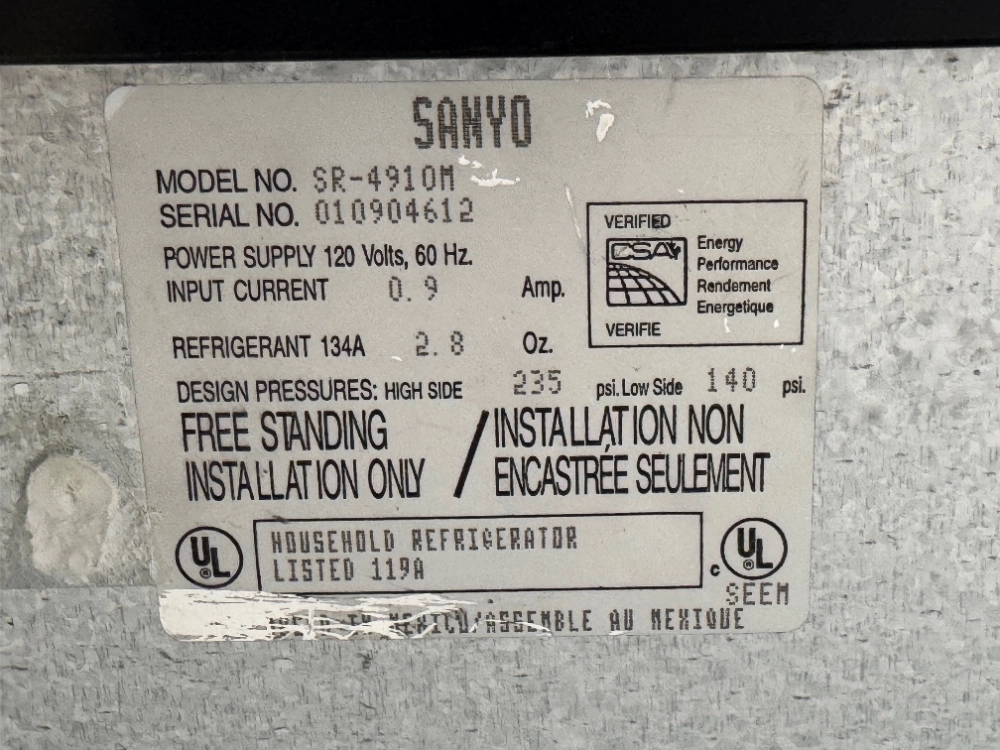 SANYO
MODEL NO. SR-4910M
SERIAL NO. 010904612
POWER SUPPLY 120 Volts, 60 Hz.
INPUT CURRENT 0.9 Amp.
VERIFIED
CSA
Energy
Performance
Rendement
Energetique
VERIFIE
REFRIGERANT 134A 2.8 Oz.
DESIGN PRESSURES: HIGH SIDE 235 psi. Low Side 140 psi.
FREE STANDING / INSTALLATION NON
INSTALLATION ONLY ENCASTRÉE SEULEMENT
UL ®
HOUSEHOLD REFRIGERATOR
LISTED 119A
c UL ®
SEEM
MEXICO/ASSEMBLE AU MEXIQUE